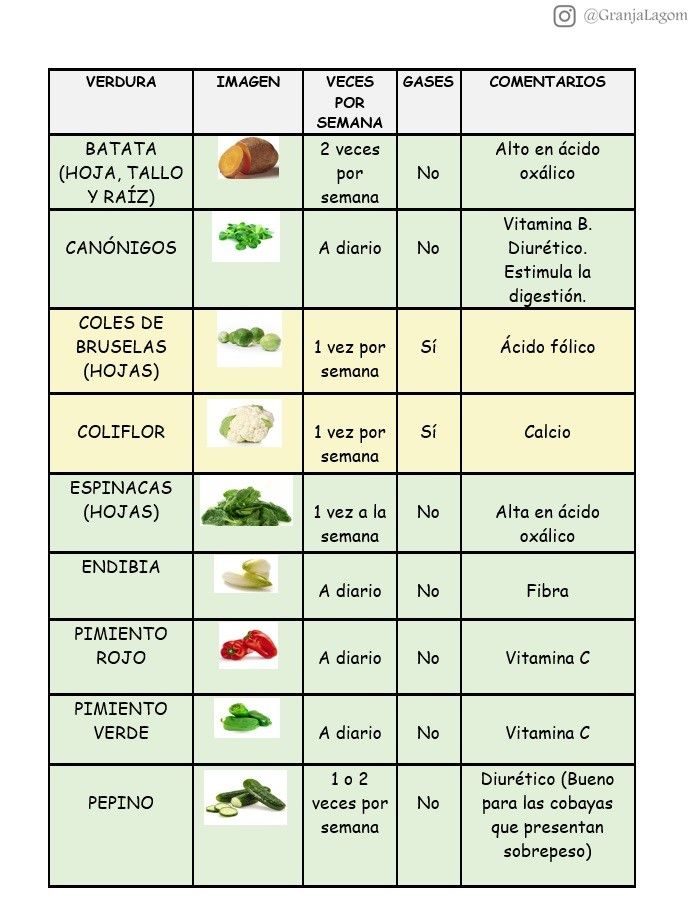 @GranjaLagom
VERDURA
IMAGEN
VECES
POR
SEMANA
GASES
COMENTARIOS
BATATA
(HOJA, TALLO
Y RAÍZ)
2 veces
por
semana
No
Alto en ácido
oxálico
CANÓNIGOS
A diario
No
Vitamina B.
Diurético.
Estimula la
digestión.
COLES DE
BRUSELAS
(HOJAS)
1 vez por
semana
Sí
Ácido fólico
COLIFLOR
1 vez por
semana
Sí
Calcio
ESPINACAS
(HOJAS)
1 vez a la
semana
No
Alta en ácido
oxálico
ENDIBIA
A diario
No
Fibra
PIMIENTO
ROJO
A diario
No
Vitamina C
PIMIENTO
VERDE
A diario
No
Vitamina C
PEPINO
1 o 2
veces por
semana
No
Diurético (Bueno
para las cobayas
que presentan
sobrepeso)